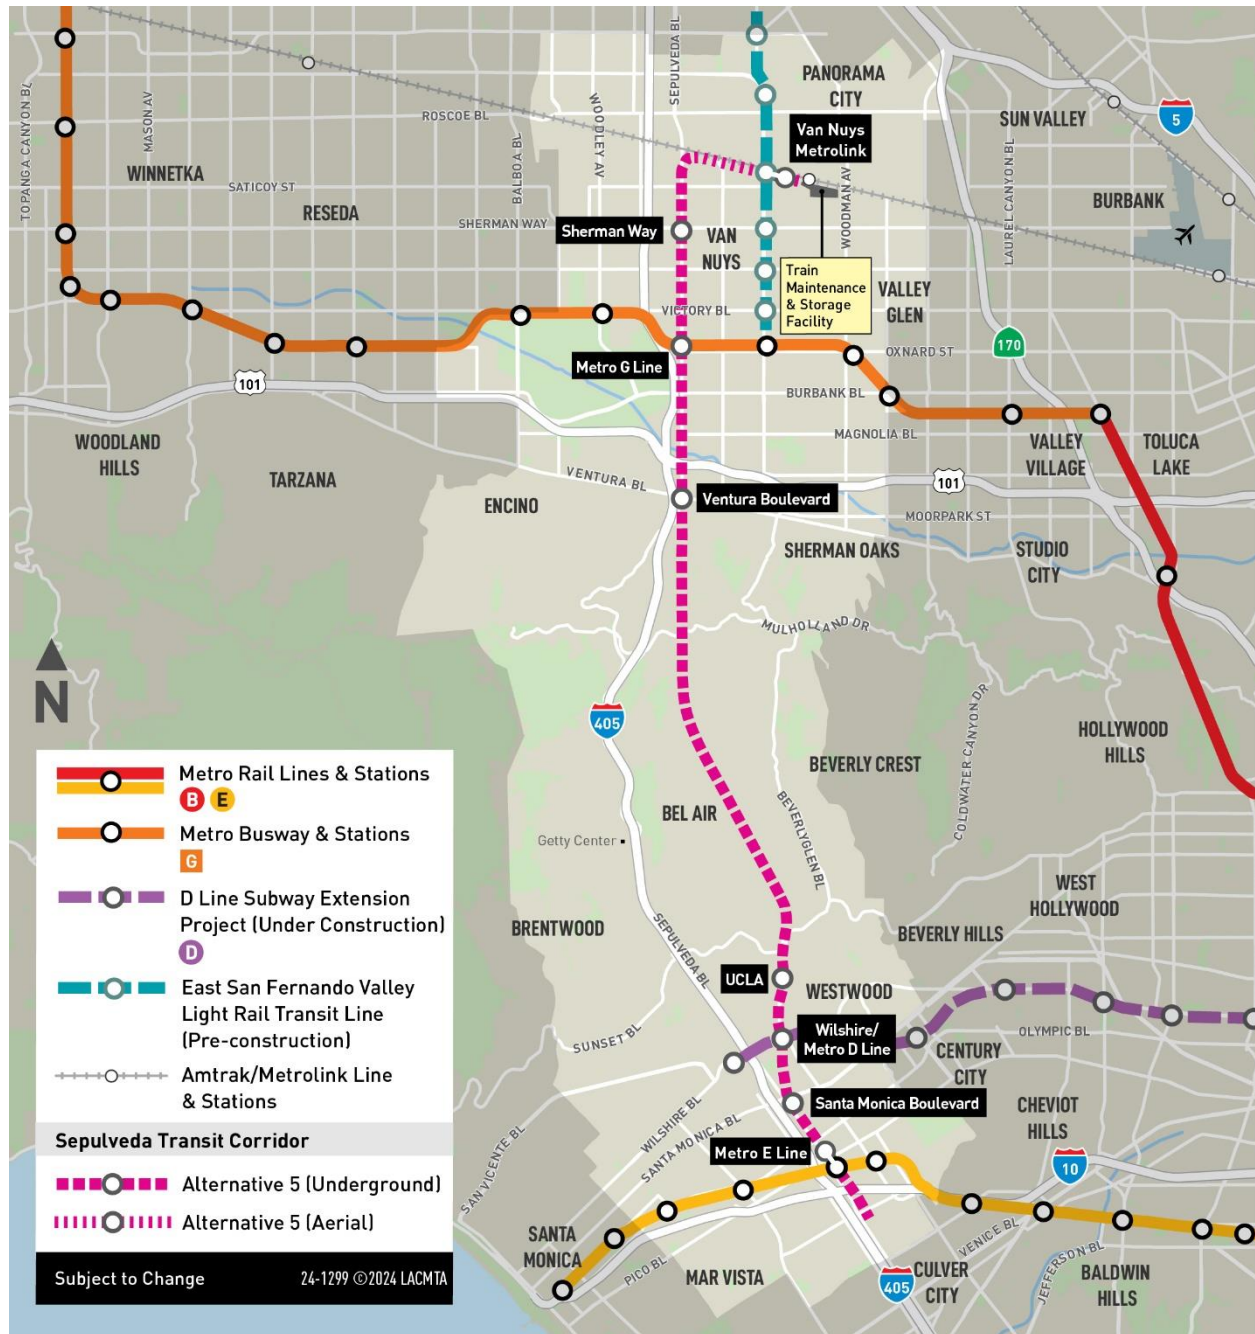 SEPULVEDA BL
PANORAMA
CITY
5
SUN VALLEY
TOPANGA CANYON BL
MASON AV
ROSCOE BL
WOODLEY AV
BALBOA BL
Van Nuys
Metrolink
WOODMAN AV
LAUREL CANYON BL
BURBANK
WINNETKA
SATICOY ST
RESEDA
SHERMAN WAY
Sherman Way
VAN
NUYS
Train
Maintenance
& Storage
Facility
VALLEY
GLEN
VICTORY BL
170
OXNARD ST
Metro G Line
101
BURBANK BL
MAGNOLIA BL
WOODLAND
HILLS
TARZANA
VALLEY
VILLAGE
TOLUCA
LAKE
VENTURA BL
101
ENCINO
Ventura Boulevard
MOORPARK ST
SHERMAN OAKS
STUDIO
CITY
MULHOLLAND DR
N
405
COLDWATER CANYON DR
HOLLYWOOD
HILLS
BEVERLY CREST
BEL AIR
BEVERLYGLEN BL
Getty Center
WEST
HOLLYWOOD
BRENTWOOD
SEPULVEDA BL
BEVERLY HILLS
UCLA
WESTWOOD
SUNSET BL
Wilshire/
Metro D Line
OLYMPIC BL
CENTURY
CITY
Santa Monica Boulevard
CHEVIOT
HILLS
WILSHIRE BL
SANTA MONICA BL
SAN VICENTE BL
Metro E Line
10
SANTA
MONICA
PICO BL
MAR VISTA
405
CULVER
CITY
VENICE BL
JEFFERSON BL
BALDWIN
HILLS
Metro Rail Lines & Stations
B E
Metro Busway & Stations
G
D Line Subway Extension
Project (Under Construction)
D
East San Fernando Valley
Light Rail Transit Line
(Pre-construction)
Amtrak/Metrolink Line
& Stations
Sepulveda Transit Corridor
Alternative 5 (Underground)
Alternative 5 (Aerial)
Subject to Change 24-1299 ©2024 LACMTA